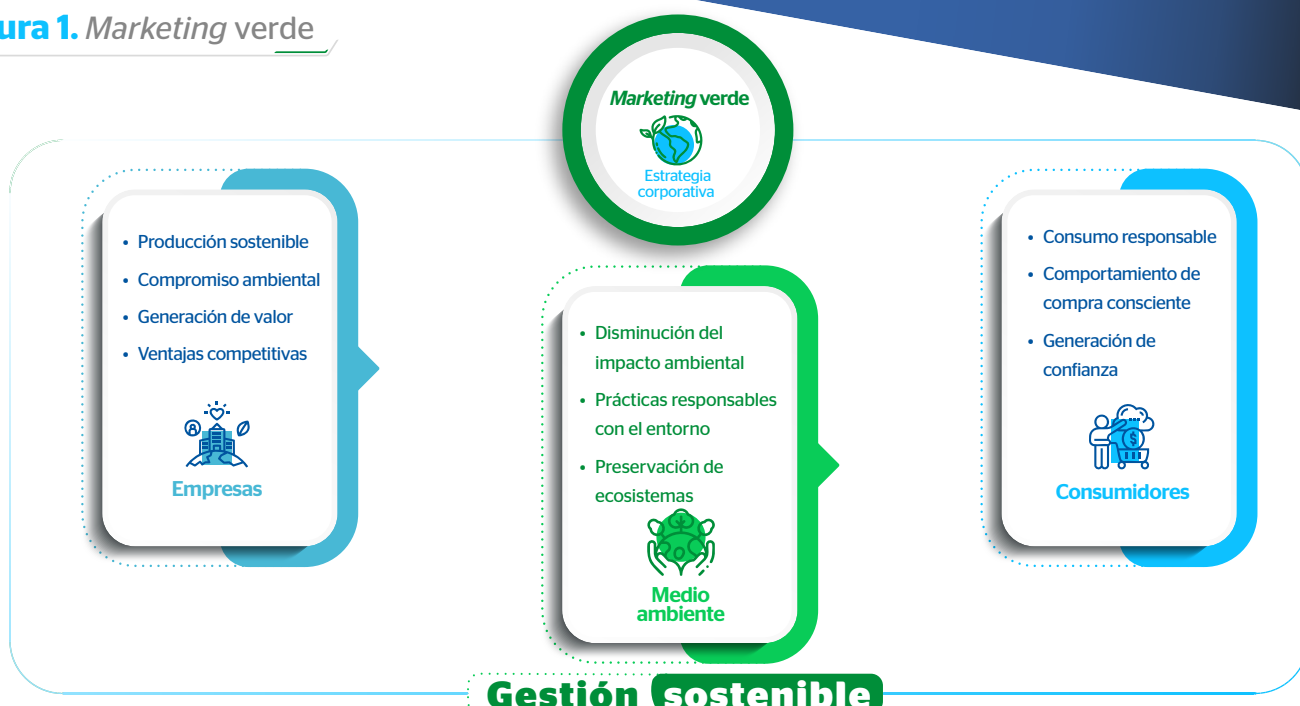 ura 1. Marketing verde
Marketing verde
Estrategia
corporativa
• Producción sostenible
• Compromiso ambiental
• Generación de valor
• Ventajas competitivas
Empresas
• Disminución del
impacto ambiental
• Prácticas responsables
con el entorno
• Preservación de
ecosistemas
Medio
ambiente
• Consumo responsable
• Comportamiento de
compra consciente
• Generación de
confianza
Consumidores
Gestión sostenible